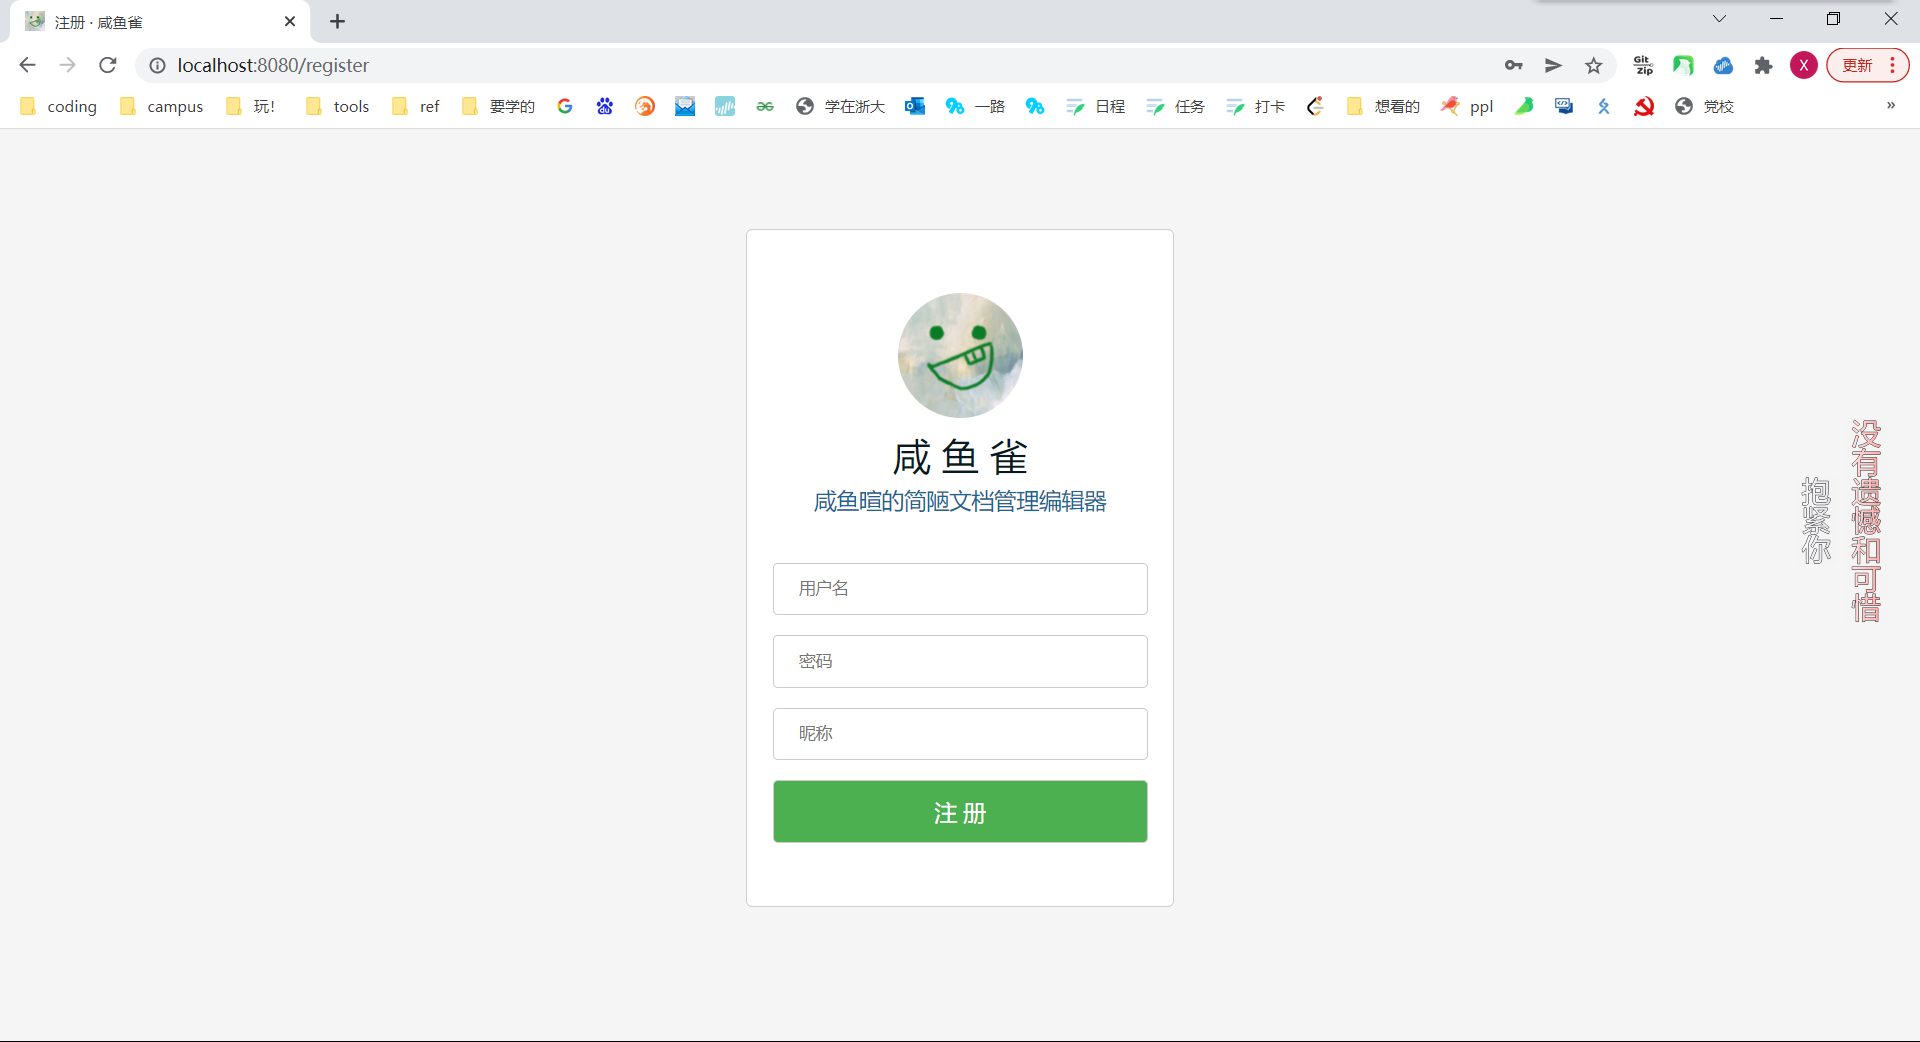 注册 · 咸鱼雀
localhost:8080/register
Git Zip
X
更新
coding campus 玩! tools ref 要学的 学在浙大 一路 日程 任务 打卡 想看的 ppl 党校 »
咸鱼雀
咸鱼暄的简陋文档管理编辑器
用户名
密码
昵称
注册
没有遗憾和可惜
抱紧你